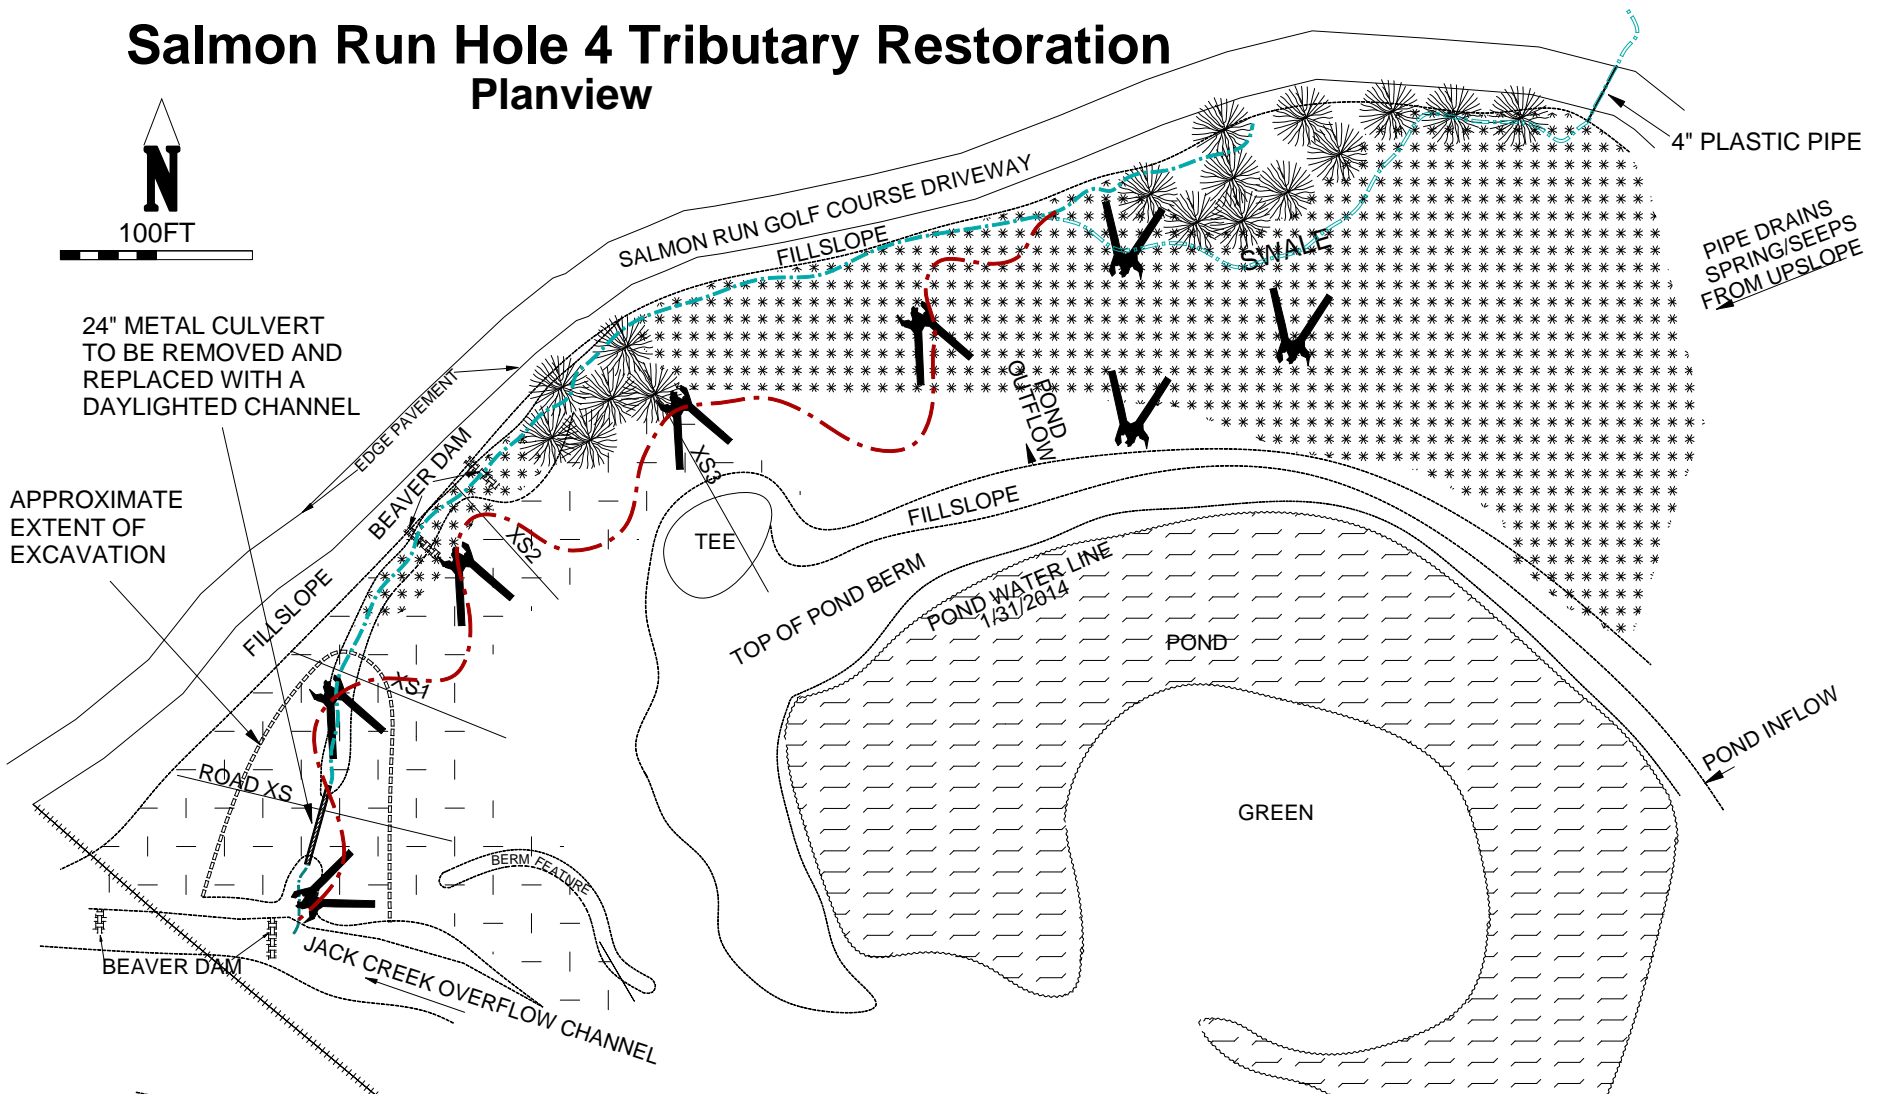 Salmon Run Hole 4 Tributary Restoration
Planview
N
100FT
24" METAL CULVERT
TO BE REMOVED AND
REPLACED WITH A
DAYLIGHTED CHANNEL
APPROXIMATE
EXTENT OF
EXCAVATION
EDGE PAVEMENT
BEAVER DAM
FILLSLOPE
SALMON RUN GOLF COURSE DRIVEWAY
FILLSLOPE
4" PLASTIC PIPE
PIPE DRAINS
SPRING/SEEPS
FROM UPSLOPE
SWALE
POND
OUTFLOW
XS3
XS2
XS1
ROAD XS
TEE
FILLSLOPE
TOP OF POND BERM
POND WATER LINE
1/31/2014
POND
GREEN
POND INFLOW
BERM FEATURE
BEAVER DAM
JACK CREEK OVERFLOW CHANNEL